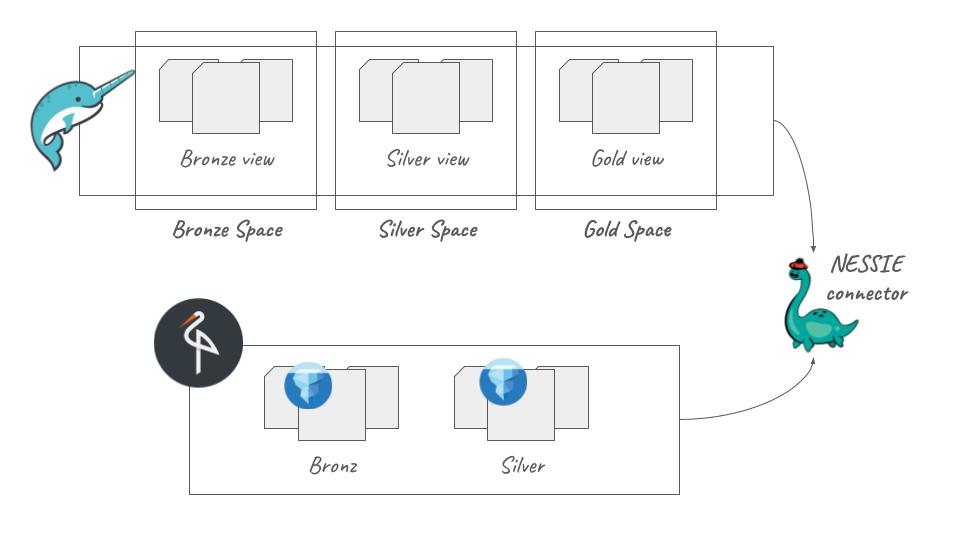 Bronze view
Silver view
Gold view
Bronze Space
Silver Space
Gold Space
NESSIE
connector
Bronz
Silver